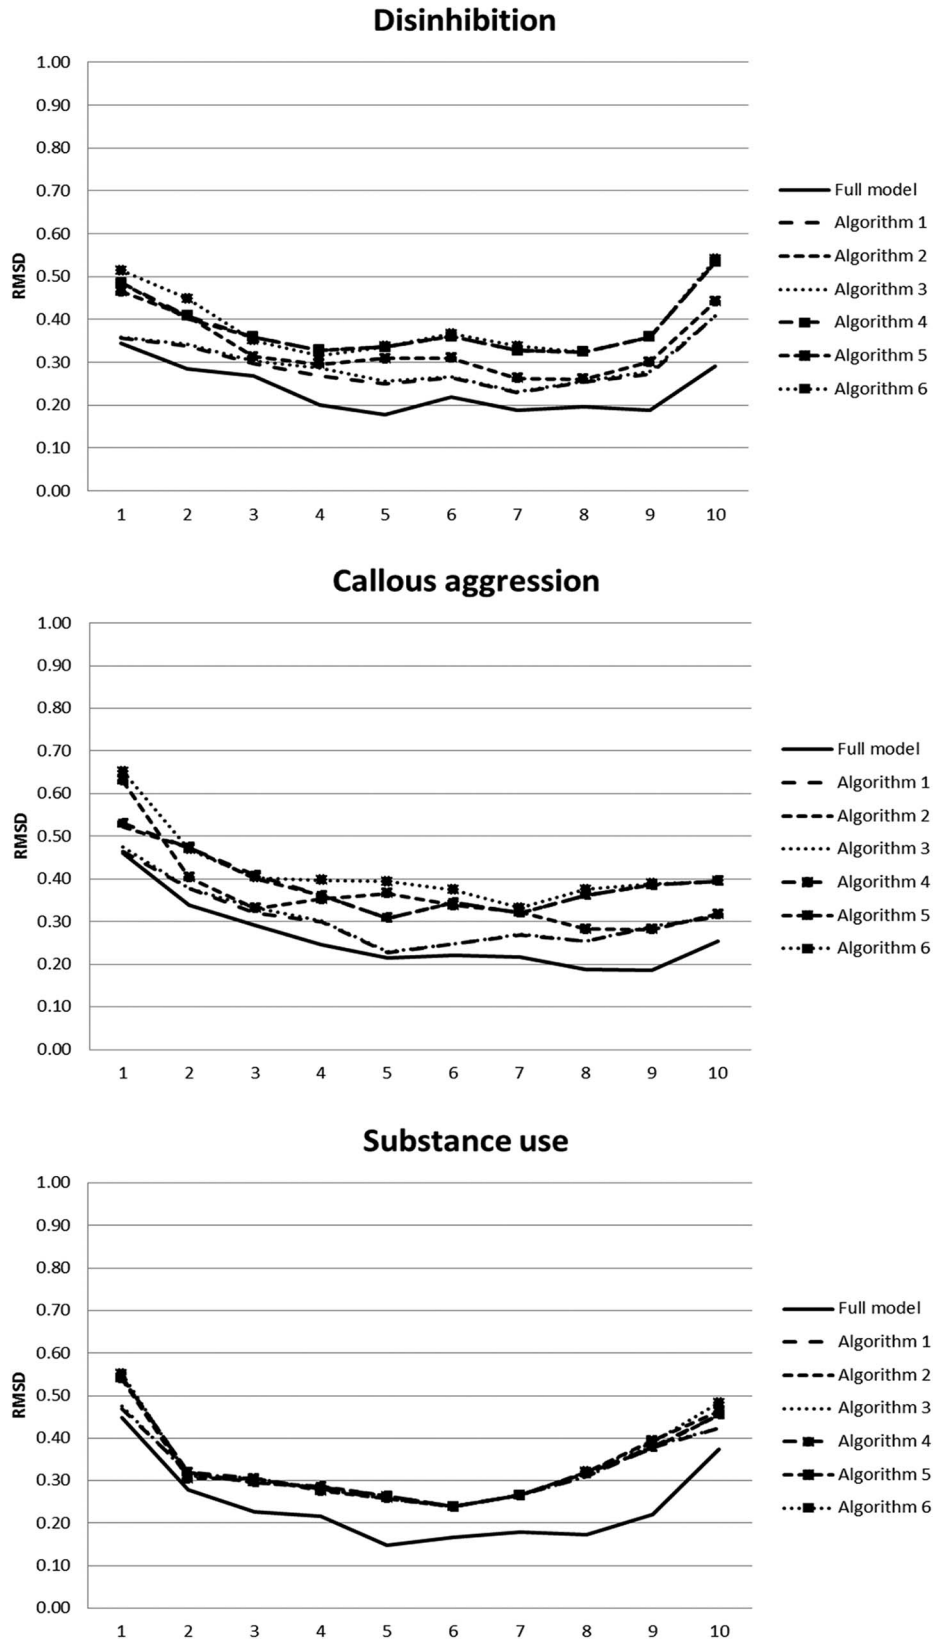 Disinhibition
1.00
0.90
0.80
0.70
0.60
0.50
0.40
0.30
0.20
0.10
0.00
RMSD
1 2 3 4 5 6 7 8 9 10
Full model
Algorithm 1
Algorithm 2
Algorithm 3
Algorithm 4
Algorithm 5
Algorithm 6
Callous aggression
1.00
0.90
0.80
0.70
0.60
0.50
0.40
0.30
0.20
0.10
0.00
RMSD
1 2 3 4 5 6 7 8 9 10
Full model
Algorithm 1
Algorithm 2
Algorithm 3
Algorithm 4
Algorithm 5
Algorithm 6
Substance use
1.00
0.90
0.80
0.70
0.60
0.50
0.40
0.30
0.20
0.10
0.00
RMSD
1 2 3 4 5 6 7 8 9 10
Full model
Algorithm 1
Algorithm 2
Algorithm 3
Algorithm 4
Algorithm 5
Algorithm 6